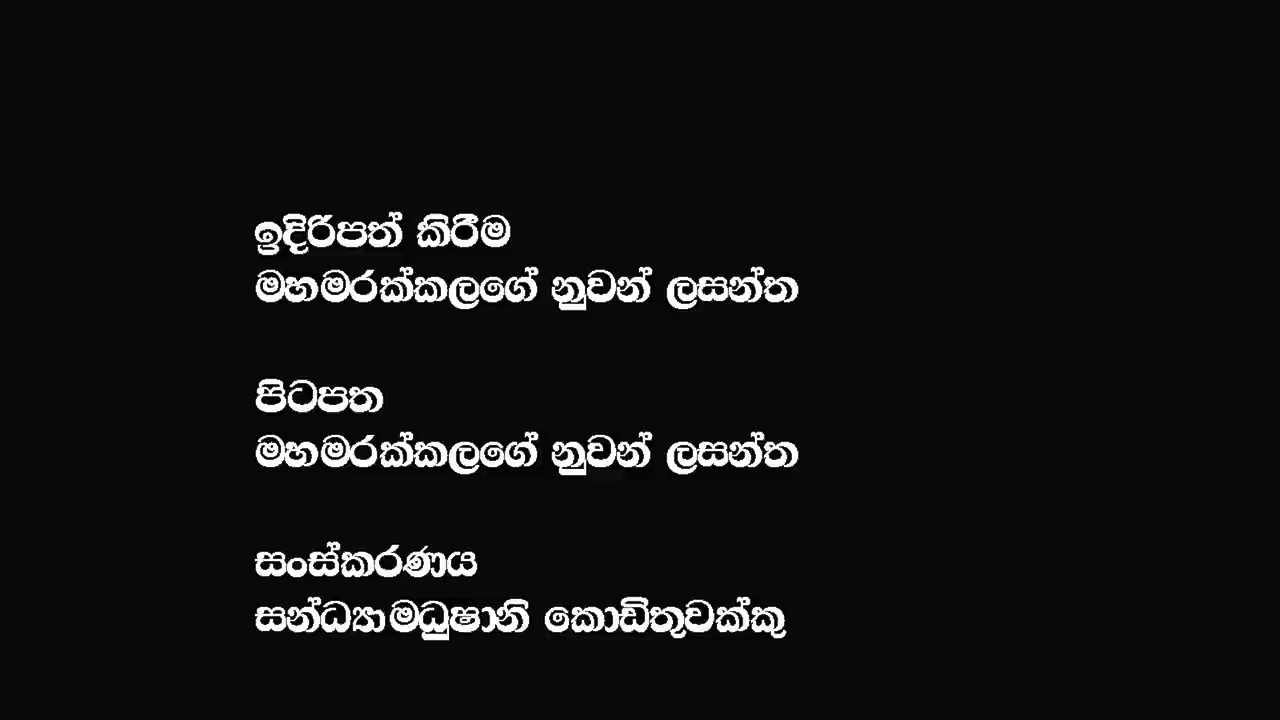 ඉදිරිපත් කිරීම
මහමරක්කලගේ නුවන් ලසන්ත
පිටපත
මහමරක්කලගේ නුවන් ලසන්ත
සංස්කරණය
සන්ධ්‍යාමධුෂානි කොඩිතුවක්කු